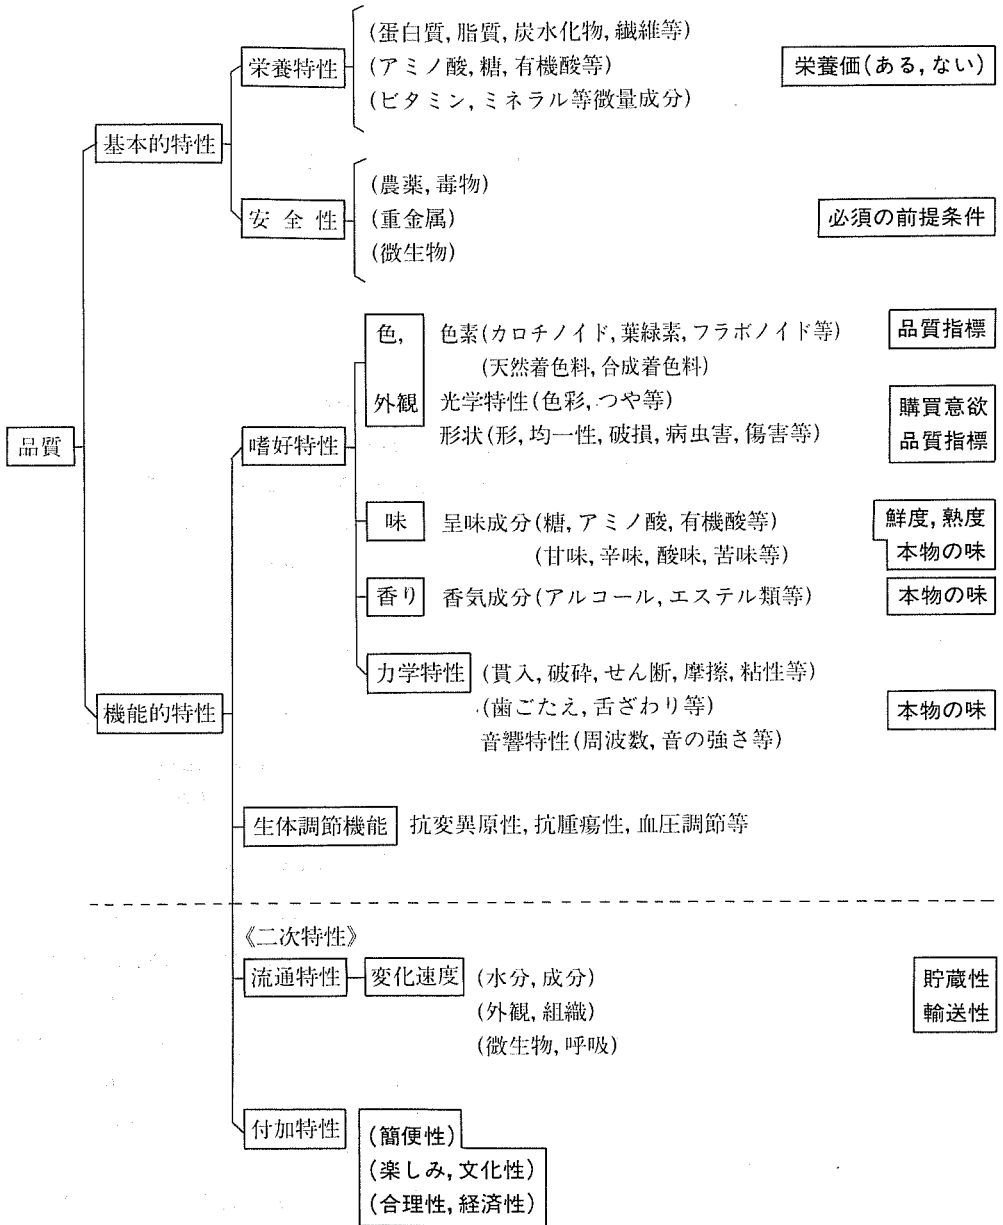 (蛋白質, 脂質, 炭水化物, 繊維等)
栄養特性 (アミノ酸, 糖, 有機酸等) 栄養価(ある, ない)
(ビタミン, ミネラル等微量成分)
基本的特性
(農薬, 毒物)
安全性 (重金属) 必須の前提条件
(微生物)
色, 色素(カロチノイド, 葉緑素, フラボノイド等) 品質指標
(天然着色料, 合成着色料)
外観 光学特性(色彩, つや等) 購買意欲
品質 嗜好特性 形状(形, 均一性, 破損, 病虫害, 傷害等) 品質指標
味 呈味成分(糖, アミノ酸, 有機酸等) 鮮度, 熟度
(甘味, 辛味, 酸味, 苦味等) 本物の味
香り 香気成分(アルコール, エステル類等) 本物の味
力学特性 (貫入, 破砕, せん断, 摩擦, 粘性等)
機能的特性 (歯ごたえ, 舌ざわり等) 本物の味
音響特性(周波数, 音の強さ等)
生体調節機能 抗変異原性, 抗腫瘍性, 血圧調節等
《二次特性》
流通特性 変化速度 (水分, 成分) 貯蔵性
(外観, 組織) 輸送性
(微生物, 呼吸)
付加特性 (簡便性)
(楽しみ, 文化性)
(合理性, 経済性)